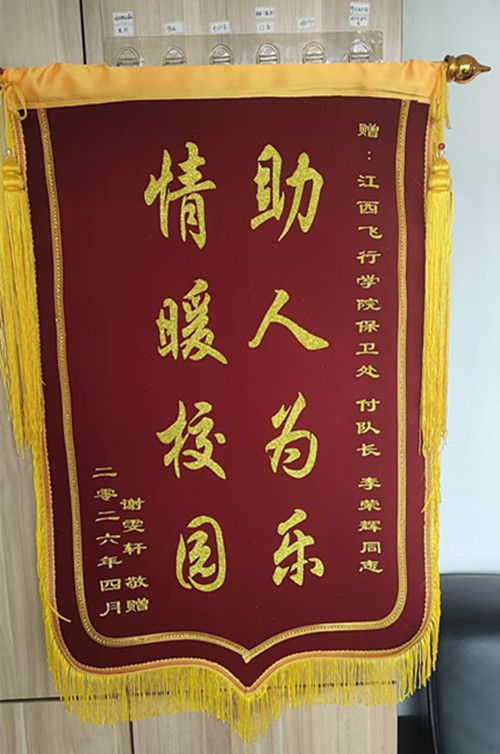 赠：江西飞行学院保卫处 付队长 李荣辉同志
助人为乐
情暖校园
谢雯轩 敬赠
二零二六年四月